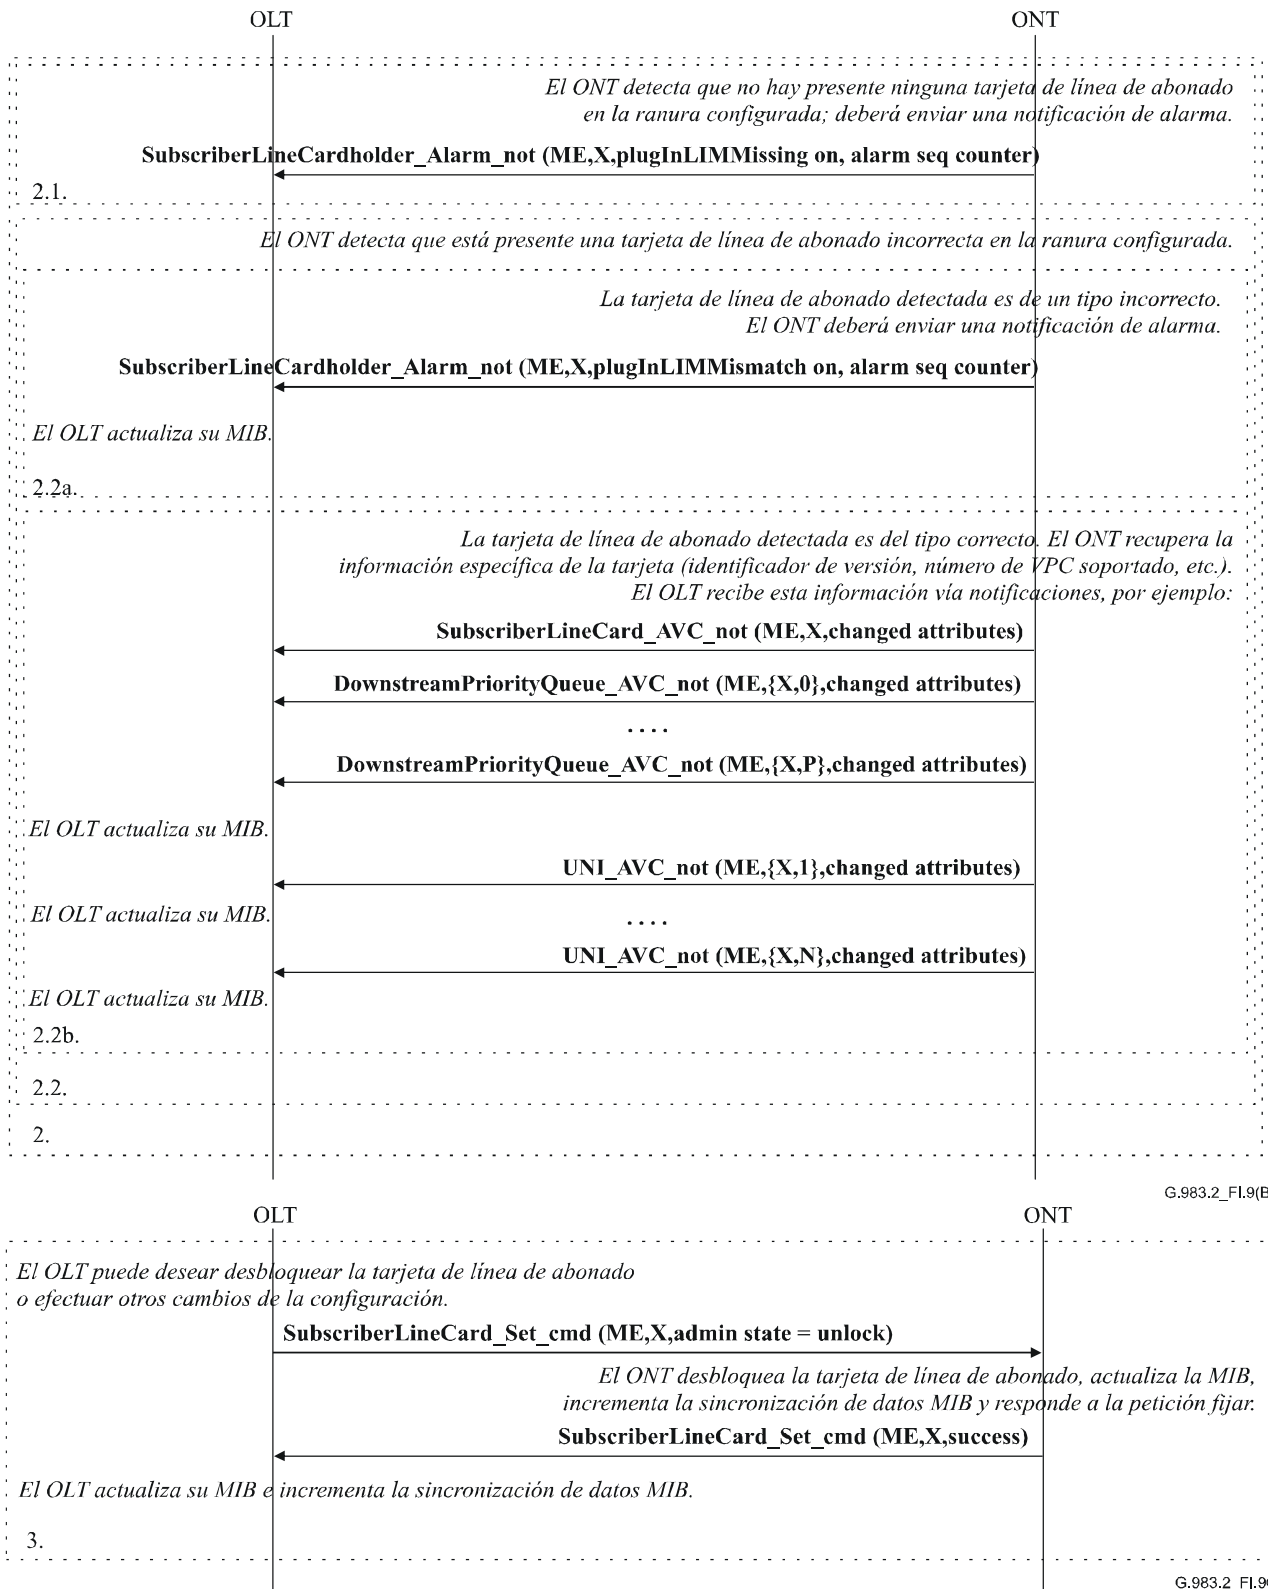 OLT ONT
El ONT detecta que no hay presente ninguna tarjeta de línea de abonado
en la ranura configurada; deberá enviar una notificación de alarma.
SubscriberLineCardholder_Alarm_not (ME,X,plugInLIMMissing on, alarm seq counter)
2.1.
El ONT detecta que está presente una tarjeta de línea de abonado incorrecta en la ranura configurada.
La tarjeta de línea de abonado detectada es de un tipo incorrecto.
El ONT deberá enviar una notificación de alarma.
SubscriberLineCardholder_Alarm_not (ME,X,plugInLIMMismatch on, alarm seq counter)
El OLT actualiza su MIB.
2.2a.
La tarjeta de línea de abonado detectada es del tipo correcto. El ONT recupera la
información específica de la tarjeta (identificador de versión, número de VPC soportado, etc.).
El OLT recibe esta información vía notificaciones, por ejemplo:
SubscriberLineCard_AVC_not (ME,X,changed attributes)
DownstreamPriorityQueue_AVC_not (ME,{X,0},changed attributes)
....
DownstreamPriorityQueue_AVC_not (ME,{X,P},changed attributes)
El OLT actualiza su MIB.
UNI_AVC_not (ME,{X,1},changed attributes)
El OLT actualiza su MIB.
....
UNI_AVC_not (ME,{X,N},changed attributes)
El OLT actualiza su MIB.
2.2b.
2.2.
2.
G.983.2_FI.9(B
OLT ONT
El OLT puede desear desbloquear la tarjeta de línea de abonado
o efectuar otros cambios de la configuración.
SubscriberLineCard_Set_cmd (ME,X,admin state = unlock)
El ONT desbloquea la tarjeta de línea de abonado, actualiza la MIB,
incrementa la sincronización de datos MIB y responde a la petición fijar.
SubscriberLineCard_Set_cmd (ME,X,success)
El OLT actualiza su MIB e incrementa la sincronización de datos MIB.
3.
G.983.2_FI.9